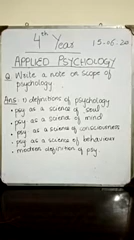 4th Year
15.05.20
APPLIED PSYCHOLOGY
Q. Write a note on scope of
psychology
Ans: 1) definitions of psychology
• psy as a science of 'soul'
• psy as a science of mind
• psy as a science of consciousness
• psy as a science of behaviour
• modren definition of psy.